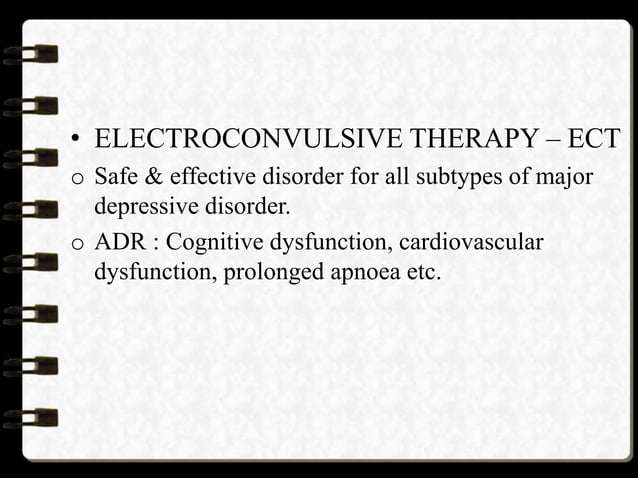 • ELECTROCONVULSIVE THERAPY – ECT
o Safe & effective disorder for all subtypes of major
depressive disorder.
o ADR : Cognitive dysfunction, cardiovascular
dysfunction, prolonged apnoea etc.